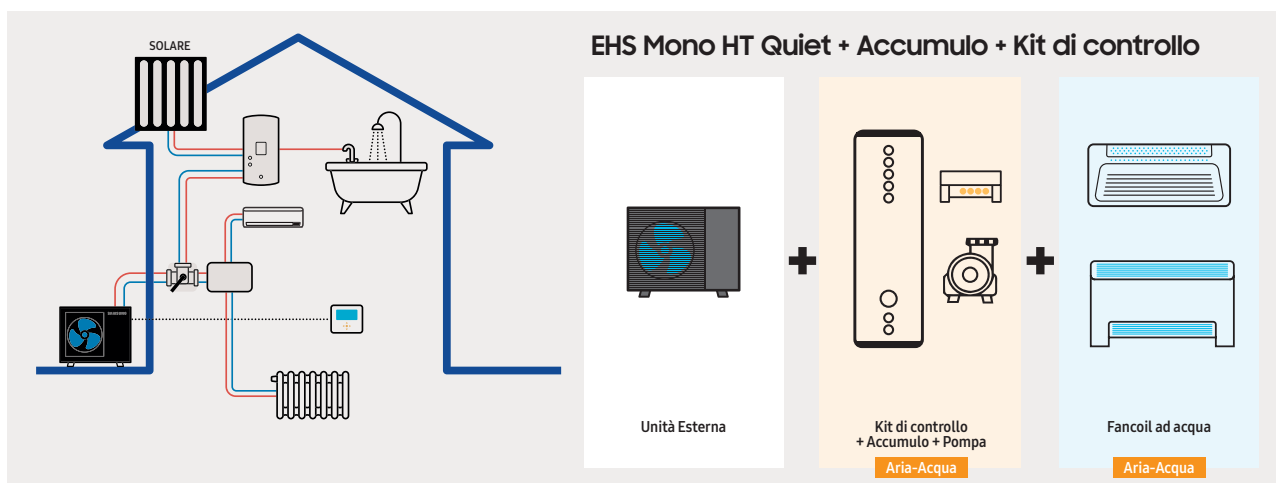 SOLARE
EHS Mono HT Quiet + Accumulo + Kit di controllo
Unità Esterna
Kit di controllo
+ Accumulo + Pompa
Aria-Acqua
Fancoil ad acqua
Aria-Acqua
SAMSUNG